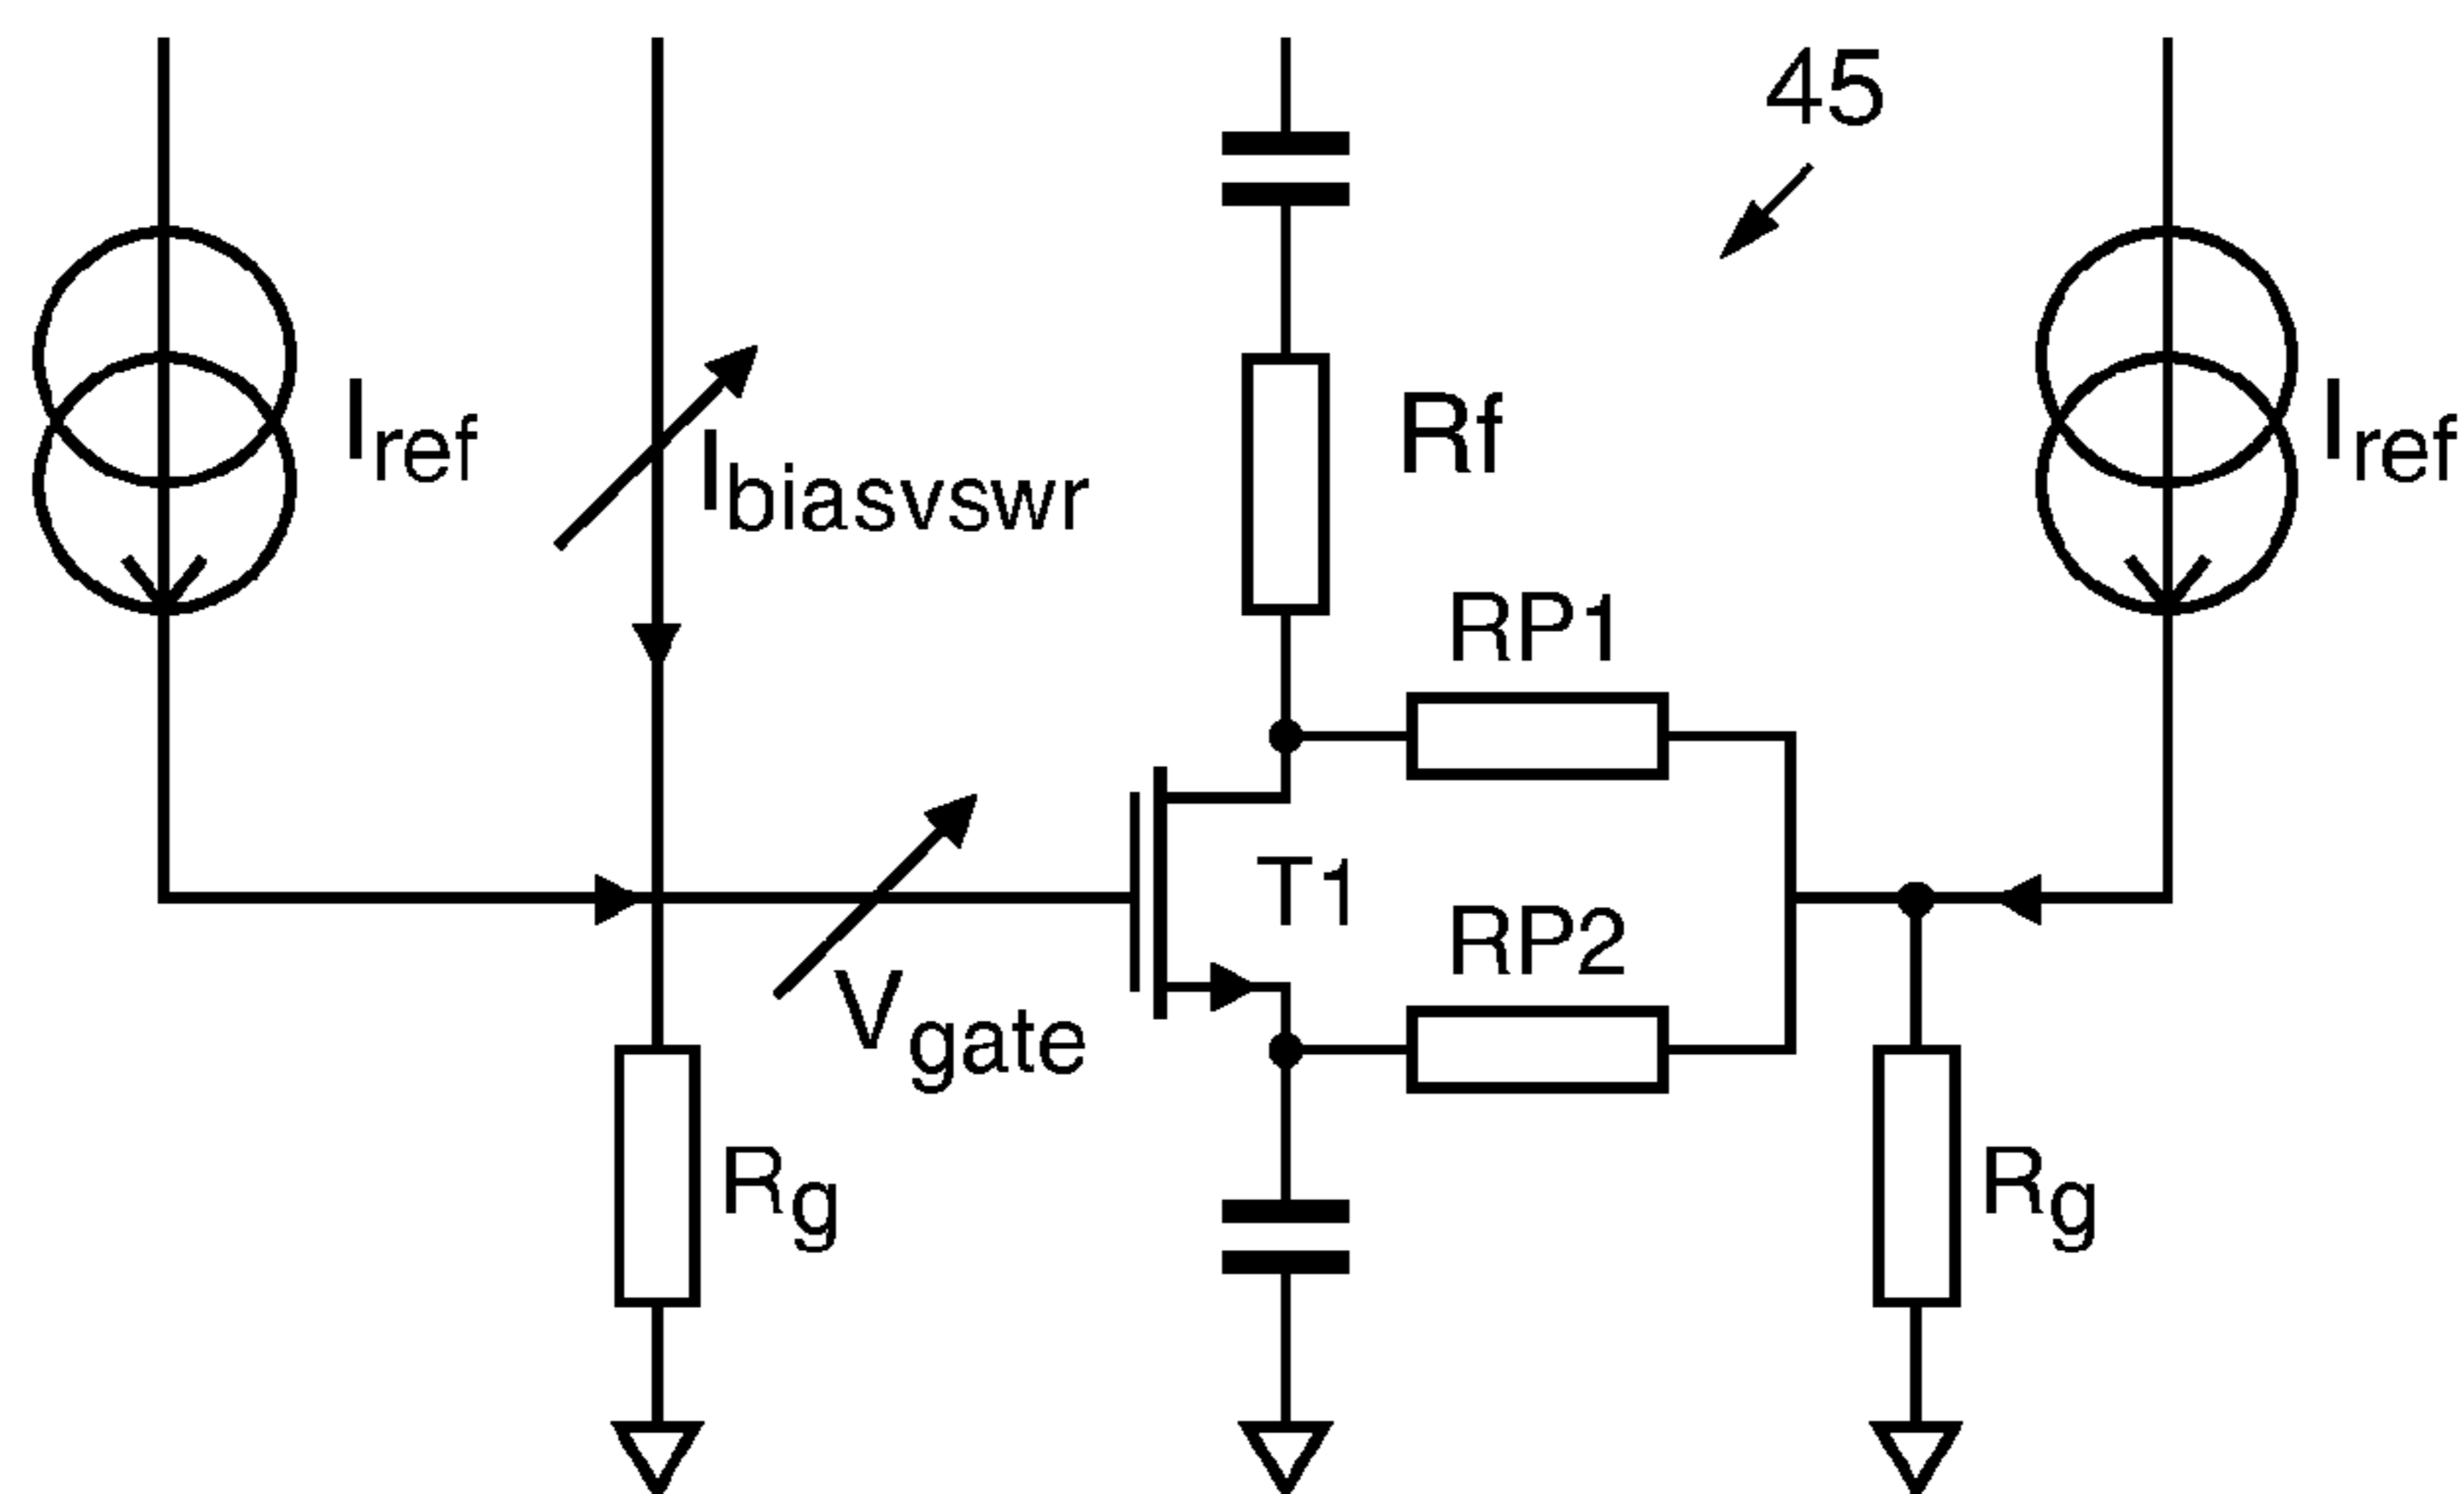 45
Iref
Ibiasvswr
Rf
Iref
RP1
T1
RP2
Vgate
Rg
Rg